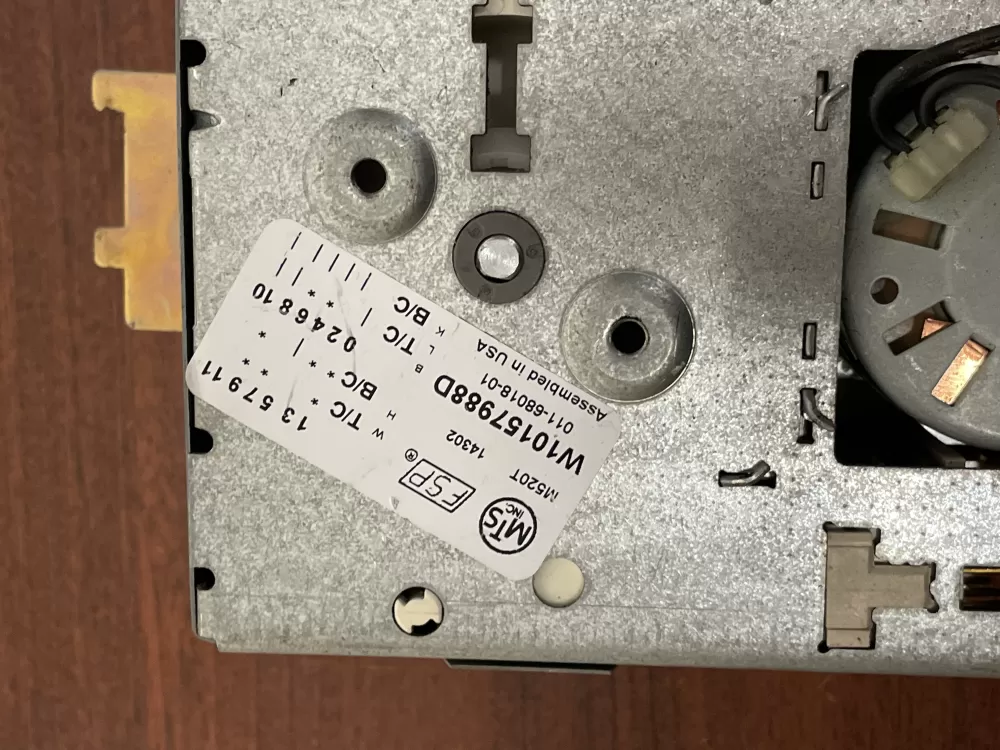 MTS INC.
FSP®
M520T
14302
W10157988D
011-68018-01
Assembled in USA
W H B L K
T/C * B/C * * T/C | B/C
1 3 5 7 9 11
0 2 4 6 8 10